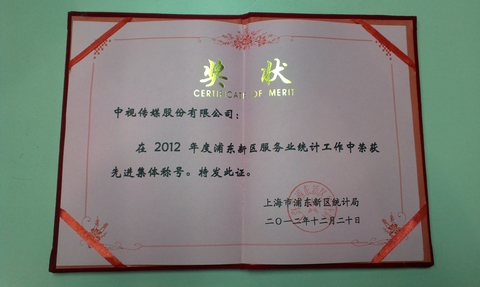 奖状
CERTIFICATE OF MERIT
中视传媒股份有限公司：
在 2012 年度浦东新区服务业统计工作中荣获
先进集体称号。特发此证。
上海市浦东新区统计局
二〇一二年十二月二十日